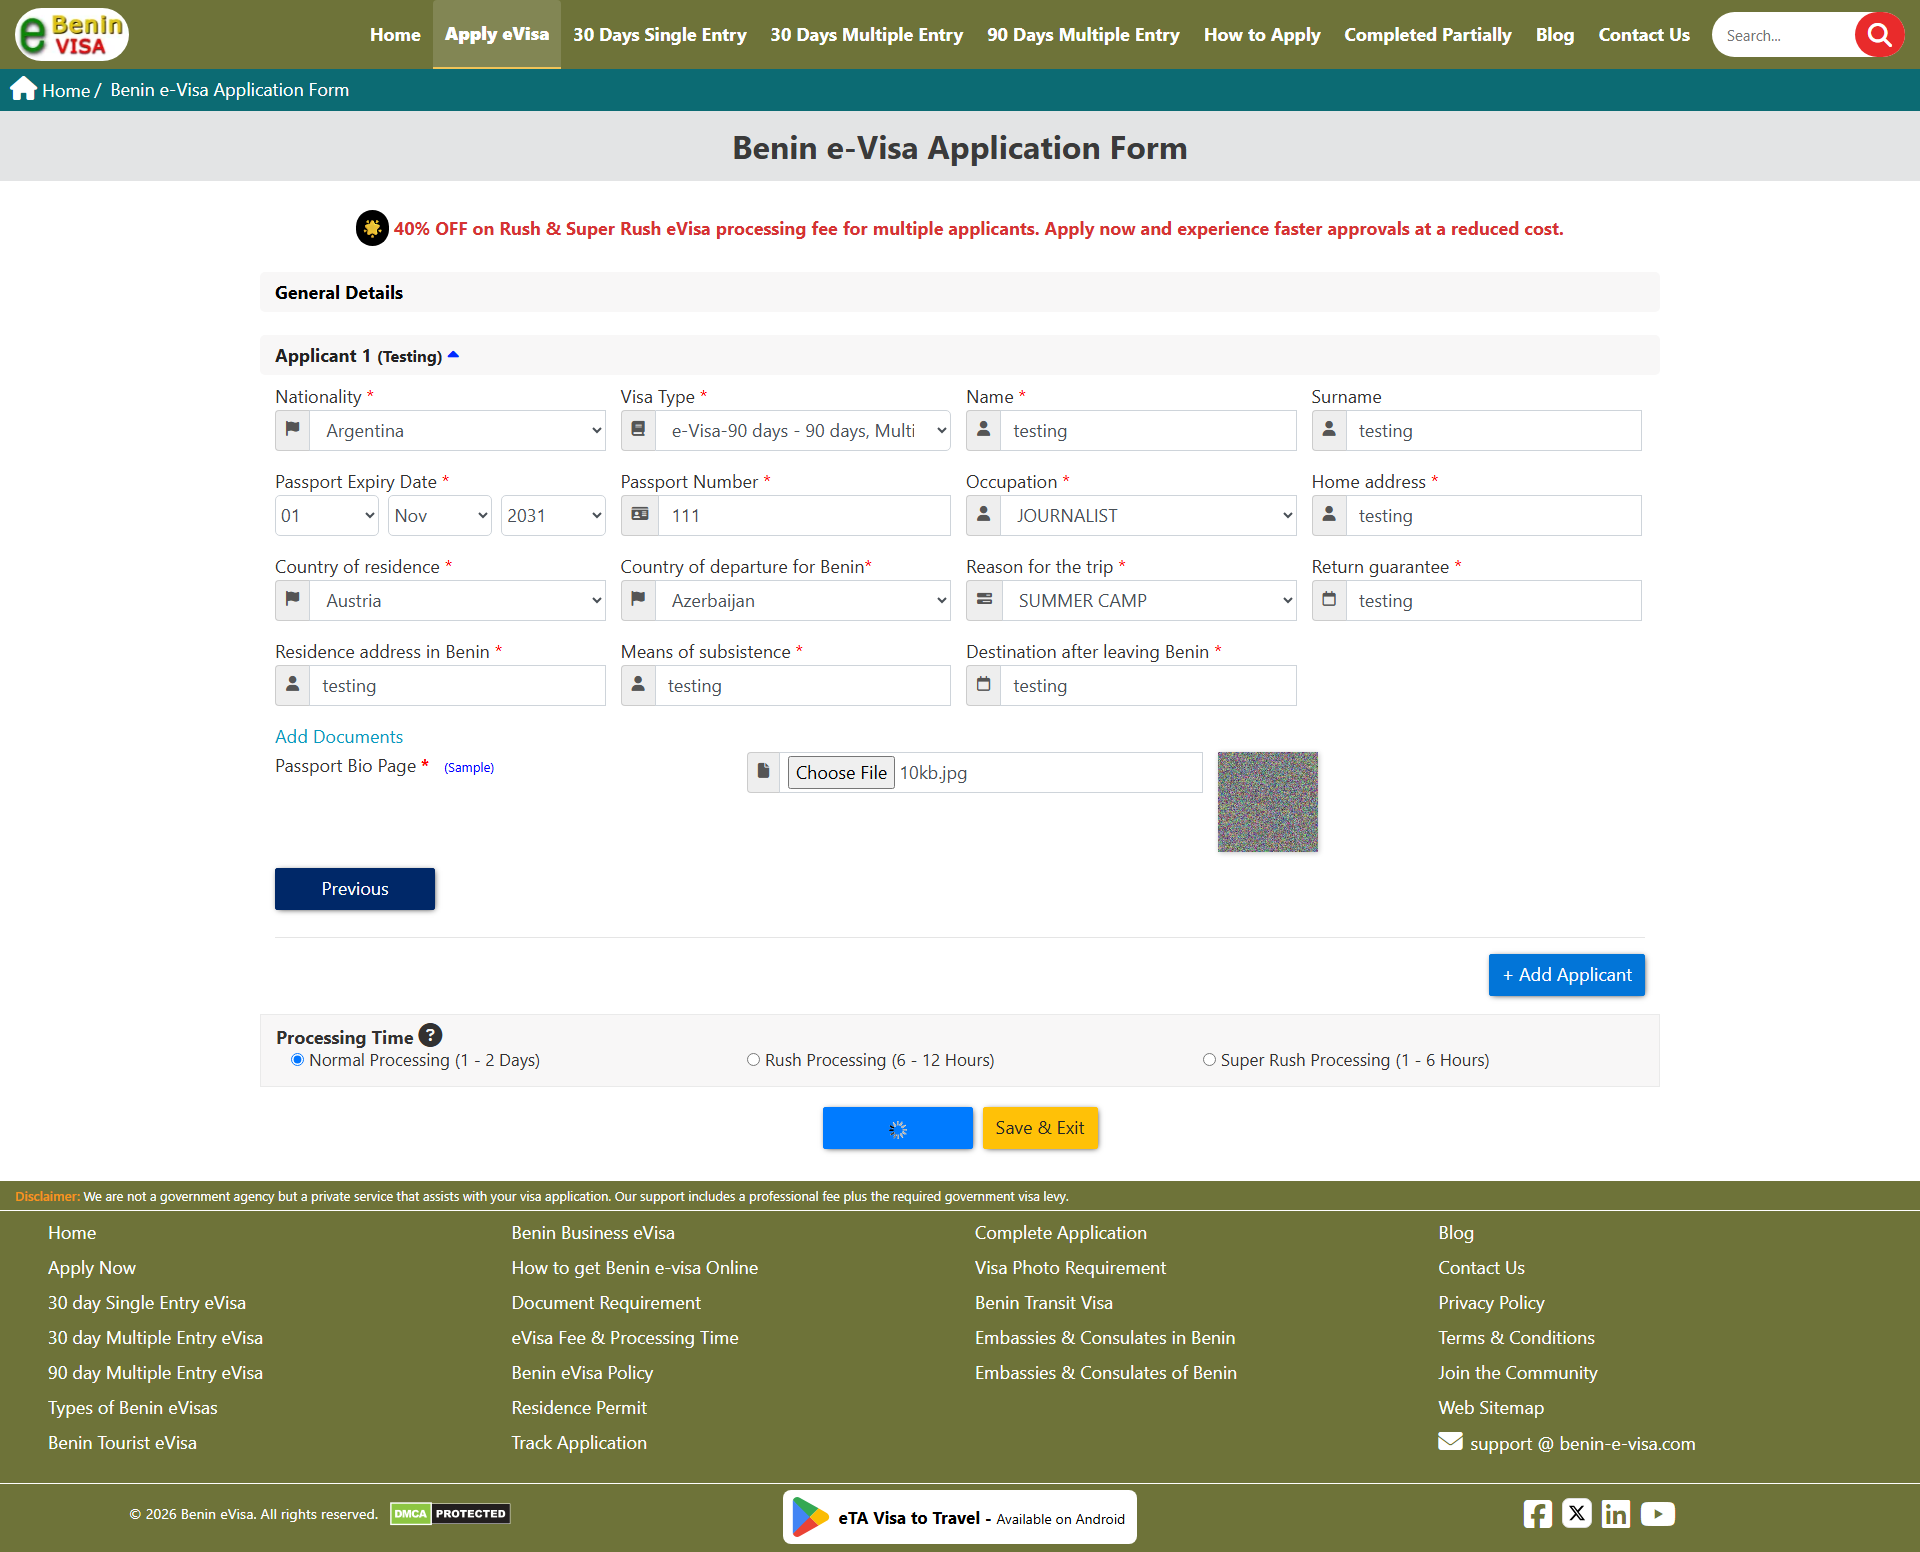 e Benin VISA
Home Apply eVisa 30 Days Single Entry 30 Days Multiple Entry 90 Days Multiple Entry How to Apply Completed Partially Blog Contact Us Search...
Home / Benin e-Visa Application Form
Benin e-Visa Application Form
40% OFF on Rush & Super Rush eVisa processing fee for multiple applicants. Apply now and experience faster approvals at a reduced cost.
General Details
Applicant 1 (Testing)
Nationality * Visa Type * Name * Surname
Argentina e-Visa-90 days - 90 days, Multi testing testing
Passport Expiry Date * Passport Number * Occupation * Home address *
01 Nov 2031 111 JOURNALIST testing
Country of residence * Country of departure for Benin* Reason for the trip * Return guarantee *
Austria Azerbaijan SUMMER CAMP testing
Residence address in Benin * Means of subsistence * Destination after leaving Benin *
testing testing testing
Add Documents
Passport Bio Page * (Sample) Choose File 10kb.jpg
Previous
+ Add Applicant
Processing Time ?
Normal Processing (1 - 2 Days) Rush Processing (6 - 12 Hours) Super Rush Processing (1 - 6 Hours)
Save & Exit
Disclaimer: We are not a government agency but a private service that assists with your visa application. Our support includes a professional fee plus the required government visa levy.
Home Benin Business eVisa Complete Application Blog
Apply Now How to get Benin e-visa Online Visa Photo Requirement Contact Us
30 day Single Entry eVisa Document Requirement Benin Transit Visa Privacy Policy
30 day Multiple Entry eVisa eVisa Fee & Processing Time Embassies & Consulates in Benin Terms & Conditions
90 day Multiple Entry eVisa Benin eVisa Policy Embassies & Consulates of Benin Join the Community
Types of Benin eVisas Residence Permit Web Sitemap
Benin Tourist eVisa Track Application support @ benin-e-visa.com
© 2026 Benin eVisa. All rights reserved. DMCA PROTECTED eTA Visa to Travel - Available on Android